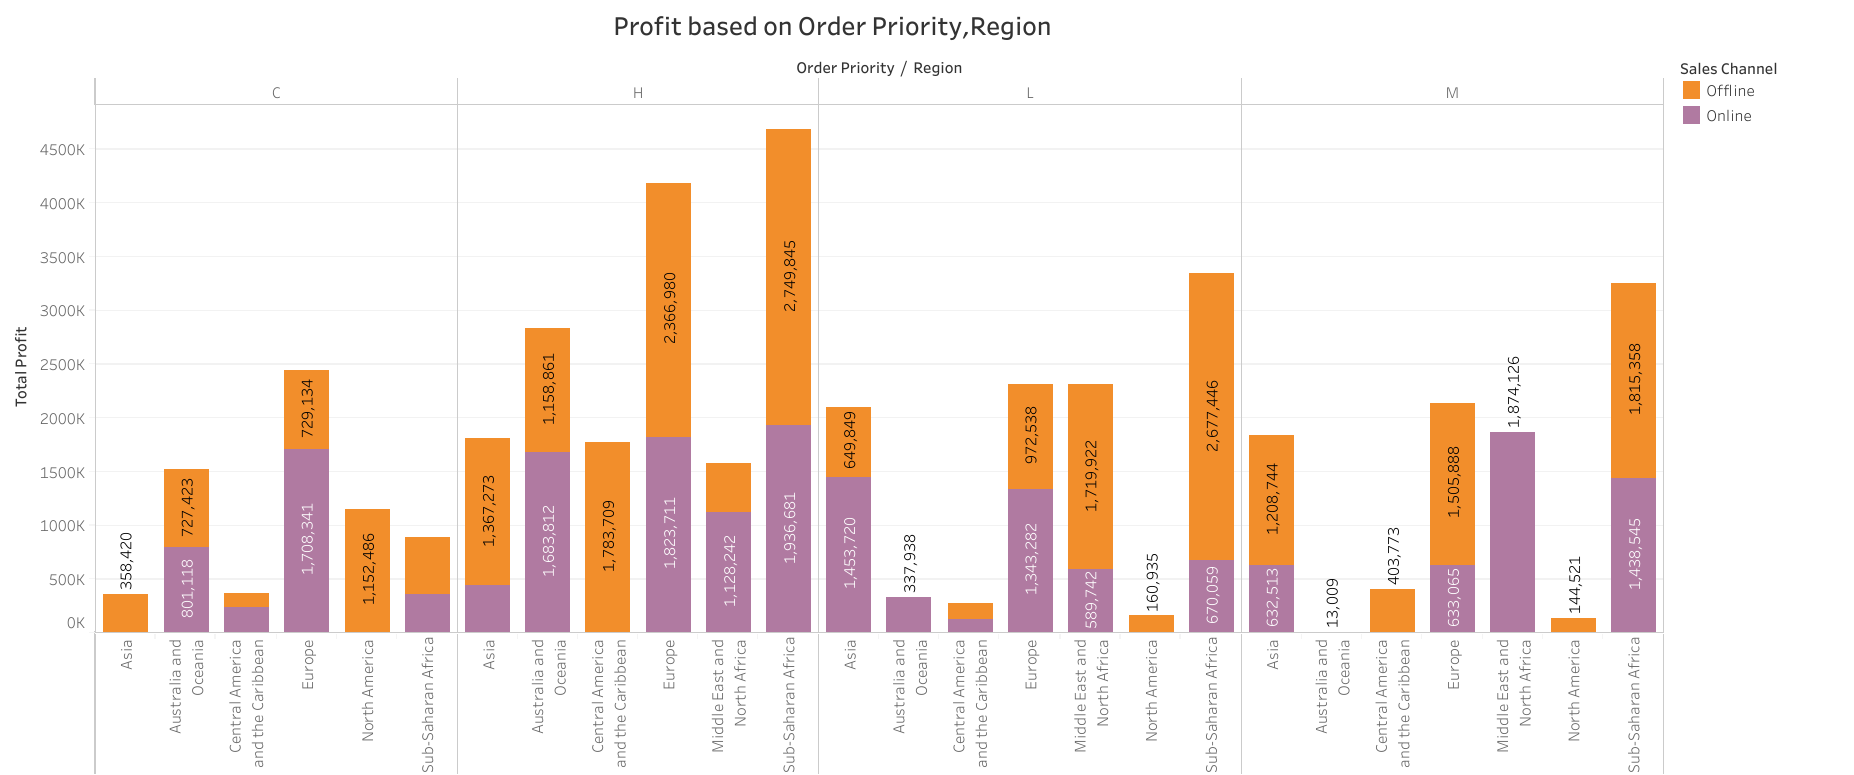 Profit based on Order Priority,Region
Order Priority / Region
Sales Channel
Offline
Online
C
H
L
M
Total Profit
4500K
4000K
3500K
3000K
2500K
2000K
1500K
1000K
500K
0K
358,420
727,423
801,118
729,134
1,708,341
1,152,486
1,367,273
1,158,861
1,683,812
1,783,709
2,366,980
1,823,711
1,128,242
2,749,845
1,936,681
649,849
1,453,720
337,938
972,538
1,343,282
1,719,922
589,742
160,935
2,677,446
670,059
1,208,744
632,513
13,009
403,773
1,505,888
633,065
1,874,126
144,521
1,815,358
1,438,545
Asia
Australia and
Oceania
Central America
and the Caribbean
Europe
North America
Sub-Saharan Africa
Asia
Australia and
Oceania
Central America
and the Caribbean
Europe
Middle East and
North Africa
Sub-Saharan Africa
Asia
Australia and
Oceania
Central America
and the Caribbean
Europe
Middle East and
North Africa
North America
Sub-Saharan Africa
Asia
Australia and
Oceania
Central America
and the Caribbean
Europe
Middle East and
North Africa
North America
Sub-Saharan Africa